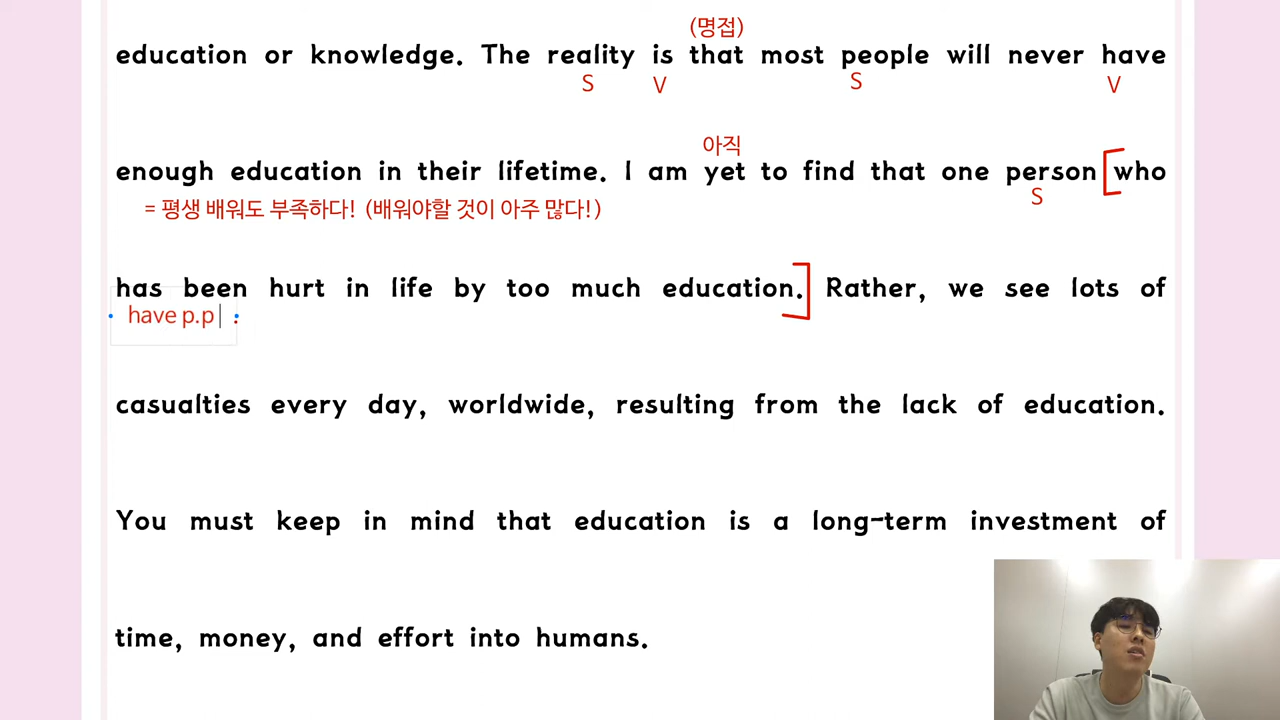 (명접)
education or knowledge. The reality is that most people will never have
S V S V
아직
enough education in their lifetime. I am yet to find that one person [who
= 평생 배워도 부족하다! (배워야할 것이 아주 많다!) S
has been hurt in life by too much education.] Rather, we see lots of
have p.p
casualties every day, worldwide, resulting from the lack of education.
You must keep in mind that education is a long-term investment of
time, money, and effort into humans.